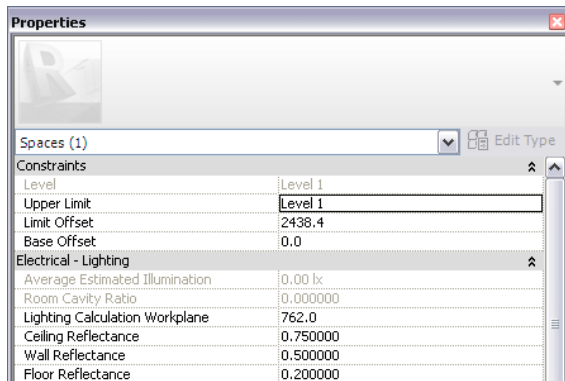 Properties
Spaces (1) Edit Type
Constraints
Level Level 1
Upper Limit Level 1
Limit Offset 2438.4
Base Offset 0.0
Electrical - Lighting
Average Estimated Illumination 0.00 lx
Room Cavity Ratio 0.000000
Lighting Calculation Workplane 762.0
Ceiling Reflectance 0.750000
Wall Reflectance 0.500000
Floor Reflectance 0.200000